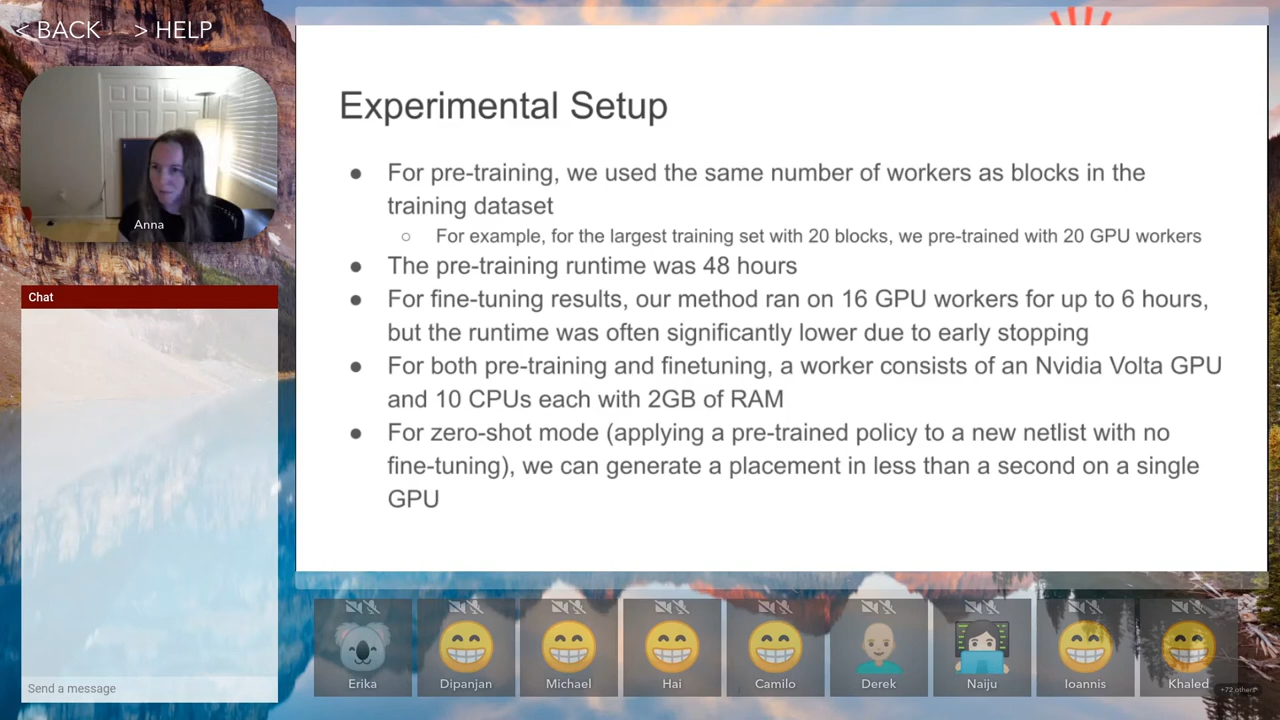 < BACK > HELP
Anna
Chat
Send a message
Experimental Setup
● For pre-training, we used the same number of workers as blocks in the
training dataset
○ For example, for the largest training set with 20 blocks, we pre-trained with 20 GPU workers
● The pre-training runtime was 48 hours
● For fine-tuning results, our method ran on 16 GPU workers for up to 6 hours,
but the runtime was often significantly lower due to early stopping
● For both pre-training and finetuning, a worker consists of an Nvidia Volta GPU
and 10 CPUs each with 2GB of RAM
● For zero-shot mode (applying a pre-trained policy to a new netlist with no
fine-tuning), we can generate a placement in less than a second on a single
GPU
Erika Dipanjan Michael Hai Camilo Derek Naiju Ioannis Khaled
+72 others